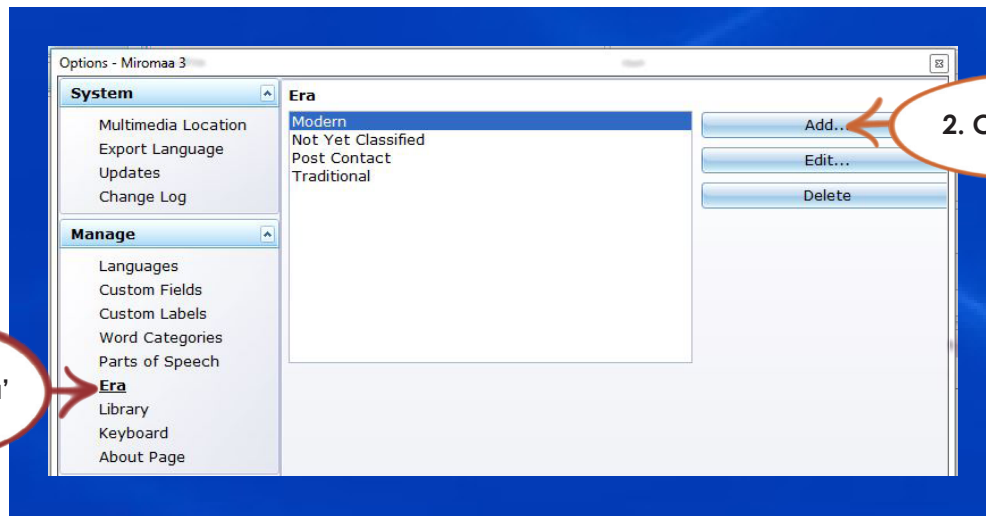 Options - Miromaa 3
System
Multimedia Location
Export Language
Updates
Change Log
Manage
Languages
Custom Fields
Custom Labels
Word Categories
Parts of Speech
Era
Library
Keyboard
About Page
Era
Modern
Not Yet Classified
Post Contact
Traditional
Add...
Edit...
Delete
2.